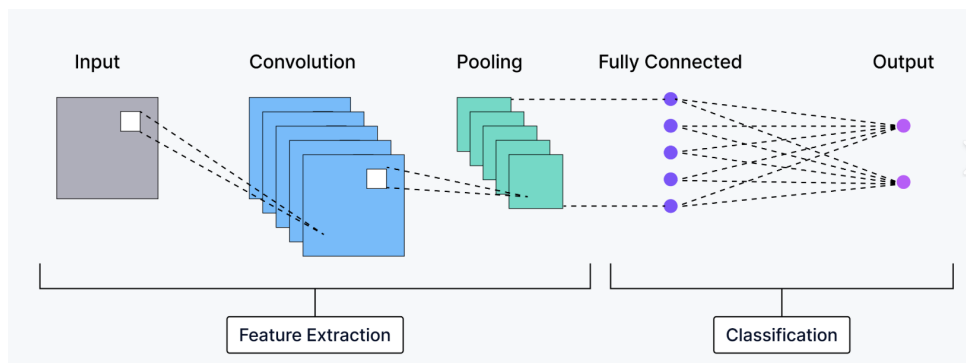 Input
Convolution
Pooling
Fully Connected
Output
Feature Extraction
Classification